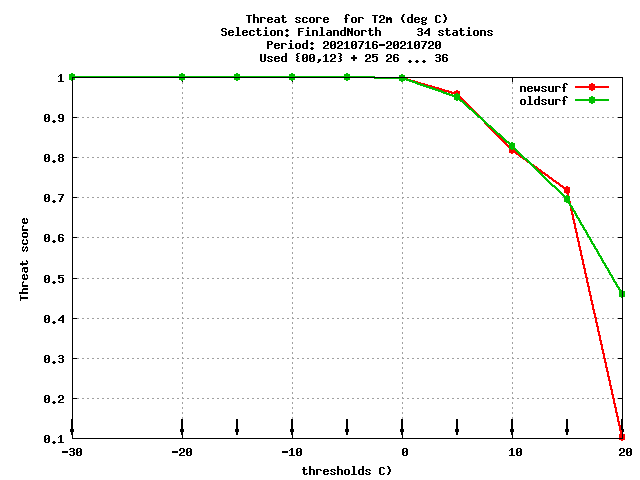 Threat score  for T2m (deg C)
Selection: FinlandNorth     34 stations
Period: 20210716-20210720
Used {00,12} + 25 26 ... 36
newsurf
oldsurf
1
0.9
0.8
0.7
0.6
0.5
0.4
0.3
0.2
0.1
Threat score
-30 -20 -10 0 10 20
thresholds C)